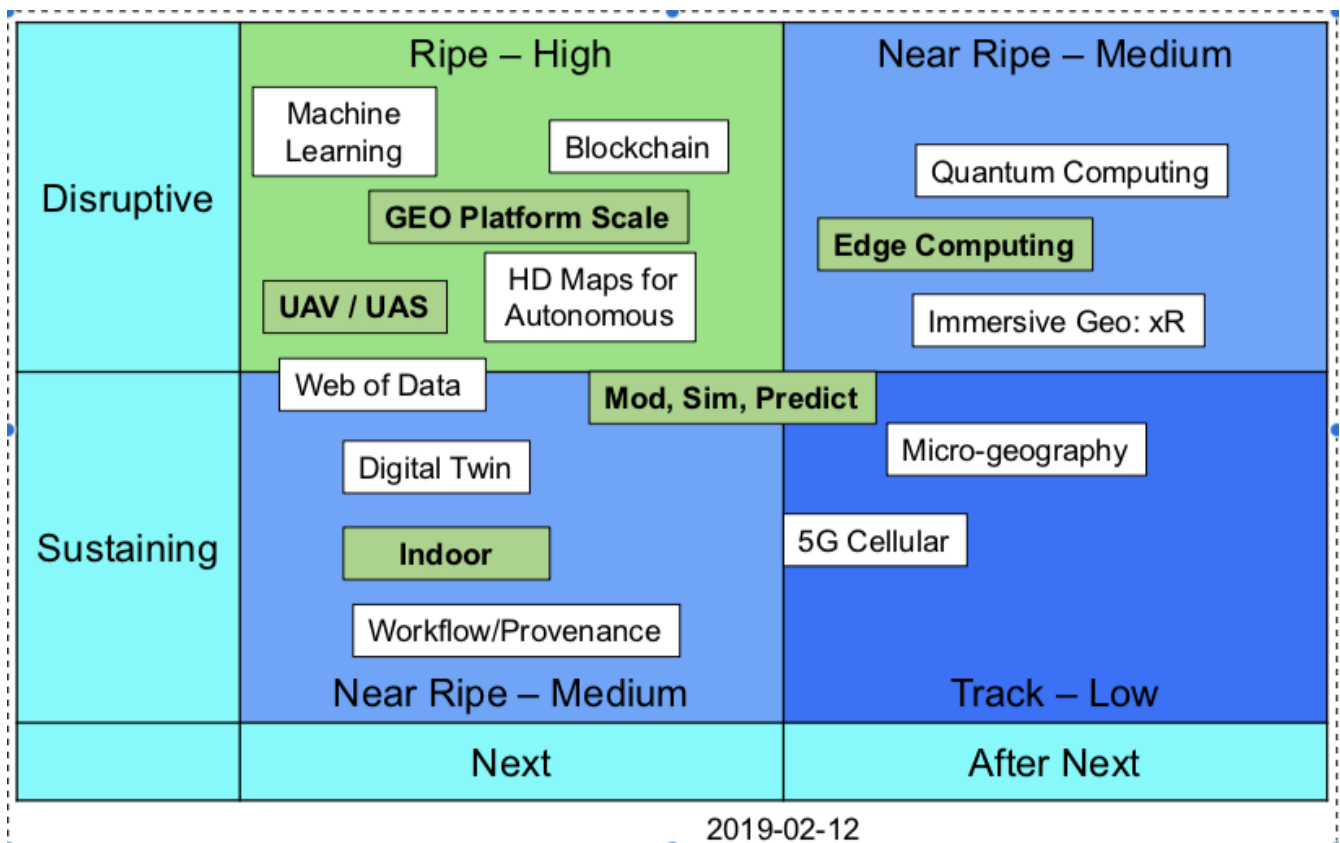 Ripe – High
Near Ripe – Medium
Disruptive
Machine
Learning
Blockchain
GEO Platform Scale
UAV / UAS
HD Maps for
Autonomous
Quantum Computing
Edge Computing
Immersive Geo: xR
Web of Data
Mod, Sim, Predict
Sustaining
Digital Twin
Indoor
Workflow/Provenance
Near Ripe – Medium
Micro-geography
5G Cellular
Track – Low
Next
After Next
2019-02-12